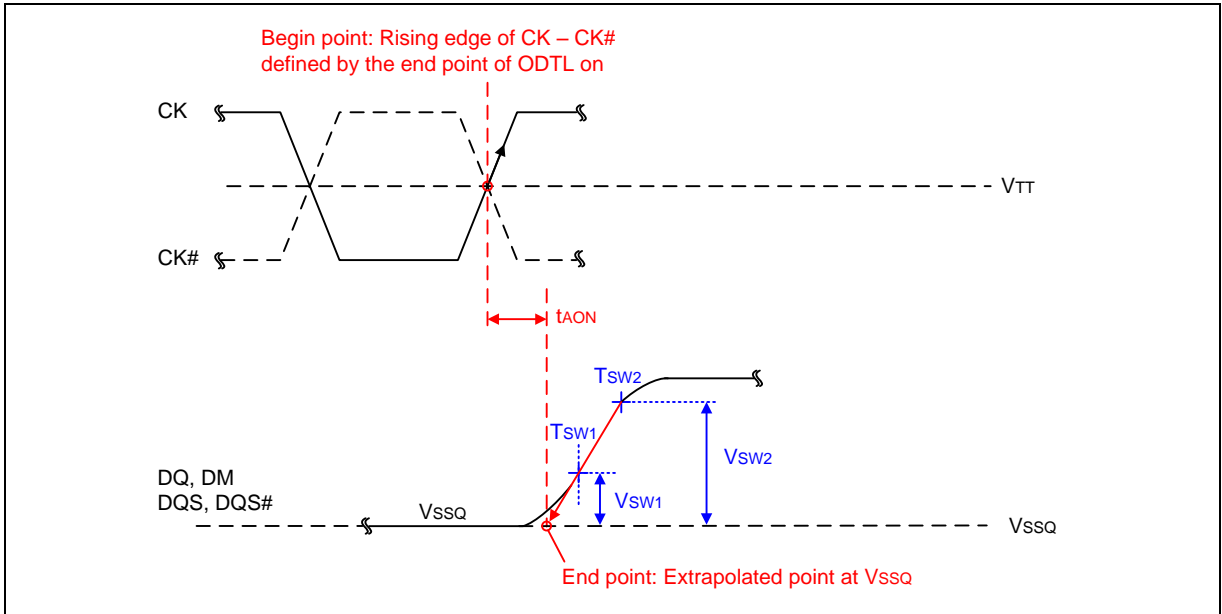 Begin point: Rising edge of CK – CK#
defined by the end point of ODTL on
CK
VTT
CK#
tAON
TSW2
TSW1
VSW2
DQ, DM
DQS, DQS#
VSW1
VSSQ
VSSQ
End point: Extrapolated point at VSSQ